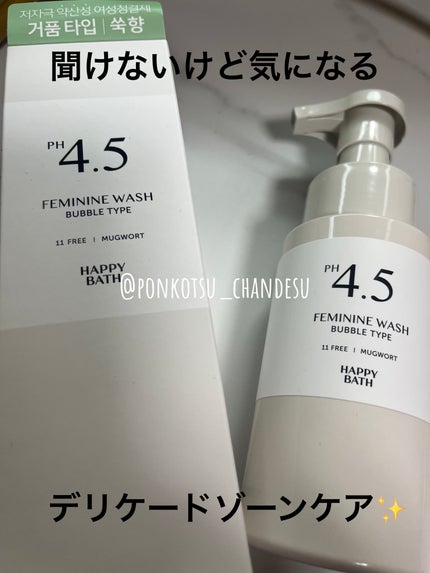 저자극 약산성 여성청결제
거품 타입 | 쑥향
聞けないけど気になる
PH 4.5
FEMININE WASH
BUBBLE TYPE
11 FREE | MUGWORT
HAPPY
BATH
@PONKOTSU_CHANDESU
PH 4.5
FEMININE WASH
BUBBLE TYPE
11 FREE | MUGWORT
HAPPY
BATH
デリケードゾーンケア✨